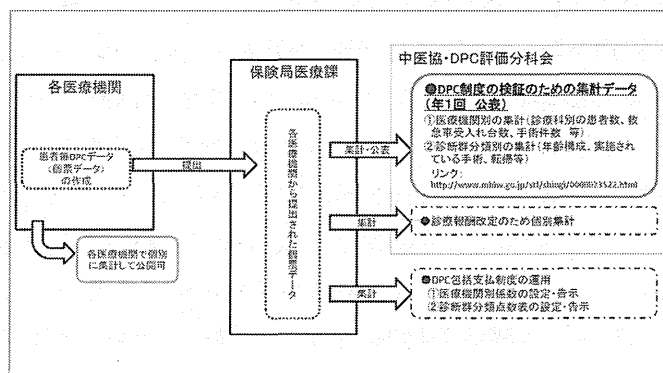 各医療機関
患者毎DPCデータ
(個票データ)
の作成
各医療機関で個別
に集計して公開可
提出
保険局医療課
各医療機関から提出された個票データ
集計・公表
集計
集計
中医協・DPC評価分科会
●DPC制度の検証のための集計データ
(年1回 公表)
①医療機関別の集計(診療科別の患者数、救
急車受入れ台数、手術件数 等)
②診断群分類別の集計(年齢構成、実施され
ている手術、転帰等)
リンク:
●診療報酬改定のため個別集計
●DPC包括支払制度の運用
①医療機関別係数の設定・告示
②診断群分類点数表の設定・告示